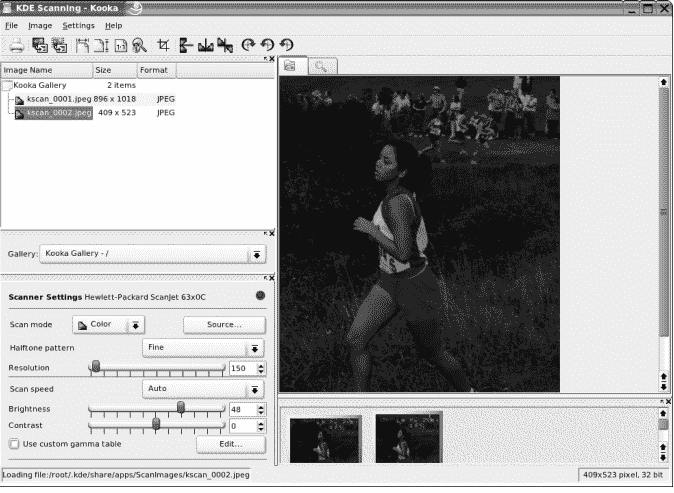 KDE Scanning - Kooka
File Image Settings Help
Image Name Size Format
Kooka Gallery 2 items
kscan_0001.jpeg 896 x 1018 JPEG
kscan_0002.jpeg 409 x 523 JPEG
Gallery: Kooka Gallery - /
Scanner Settings Hewlett-Packard ScanJet 63x0C
Scan mode Color Source...
Halftone pattern Fine
Resolution 150
Scan speed Auto
Brightness 48
Contrast 0
Use custom gamma table Edit...
Loading file:/root/.kde/share/apps/ScanImages/kscan_0002.jpeg 409x523 pixel, 32 bit